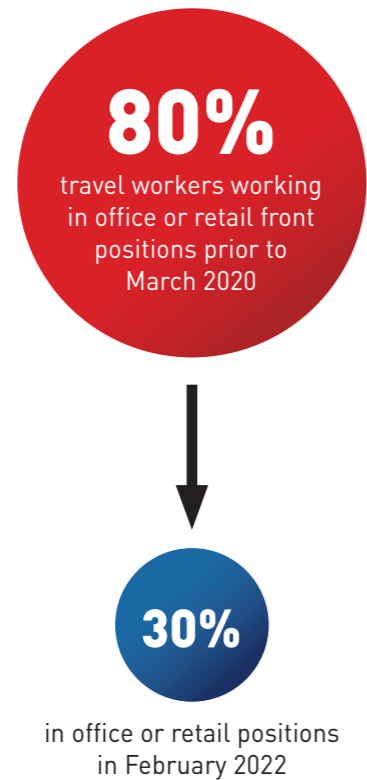 80%
travel workers working
in office or retail front
positions prior to
March 2020
30%
in office or retail positions
in February 2022